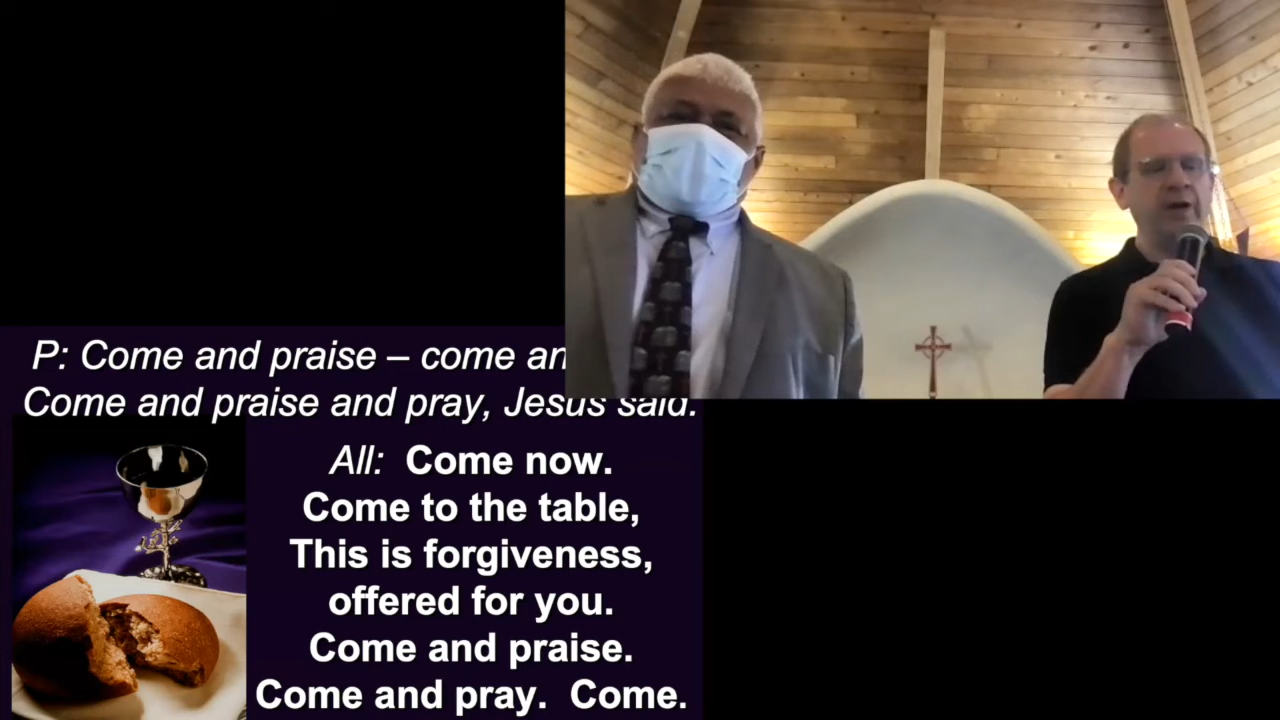 P: Come and praise – come an
Come and praise and pray, Jesus said.
All: Come now.
Come to the table,
This is forgiveness,
offered for you.
Come and praise.
Come and pray. Come.